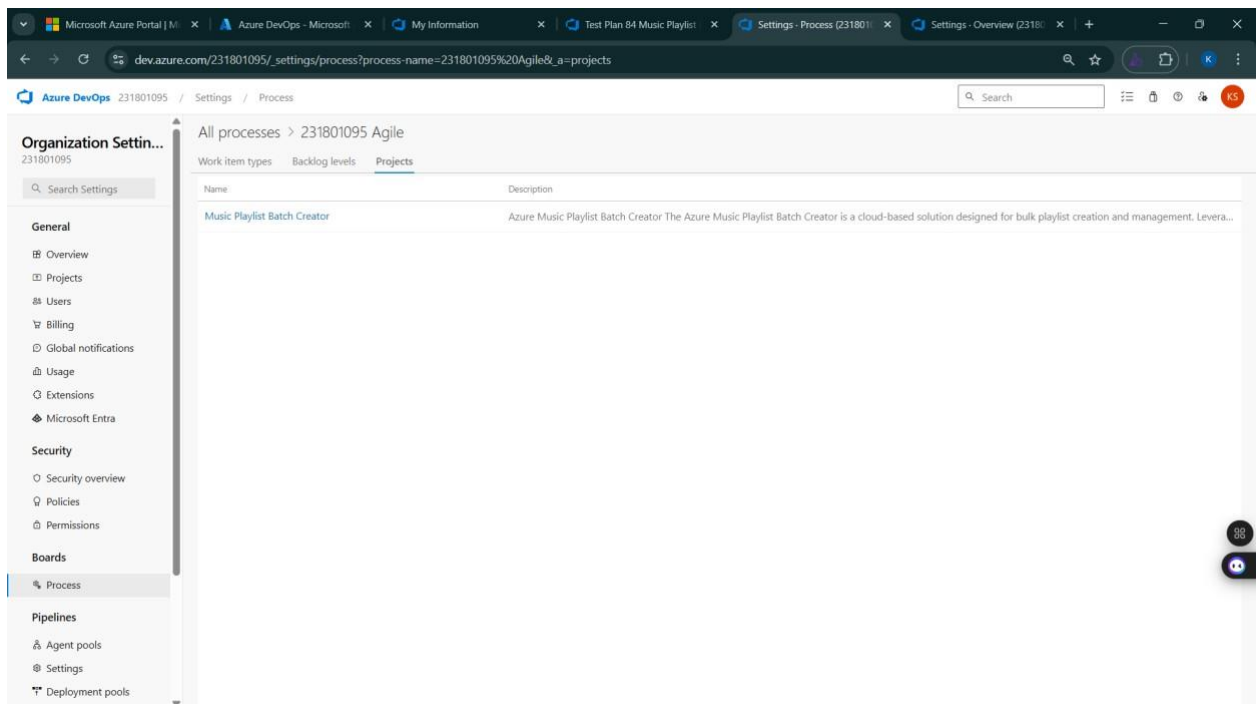 Microsoft Azure Portal | Mi
Azure DevOps - Microsoft
My Information
Test Plan 84 Music Playlist
Settings - Process (231801
Settings - Overview (23180
dev.azure.com/231801095/_settings/process?process-name=231801095%20Agile&_a=projects
K
Azure DevOps 231801095 / Settings / Process
Search
KS
Organization Settin...
231801095
Search Settings
General
Overview
Projects
Users
Billing
Global notifications
Usage
Extensions
Microsoft Entra
Security
Security overview
Policies
Permissions
Boards
Process
Pipelines
Agent pools
Settings
Deployment pools
All processes > 231801095 Agile
Work item types Backlog levels Projects
Name Description
Music Playlist Batch Creator Azure Music Playlist Batch Creator The Azure Music Playlist Batch Creator is a cloud-based solution designed for bulk playlist creation and management. Levera...